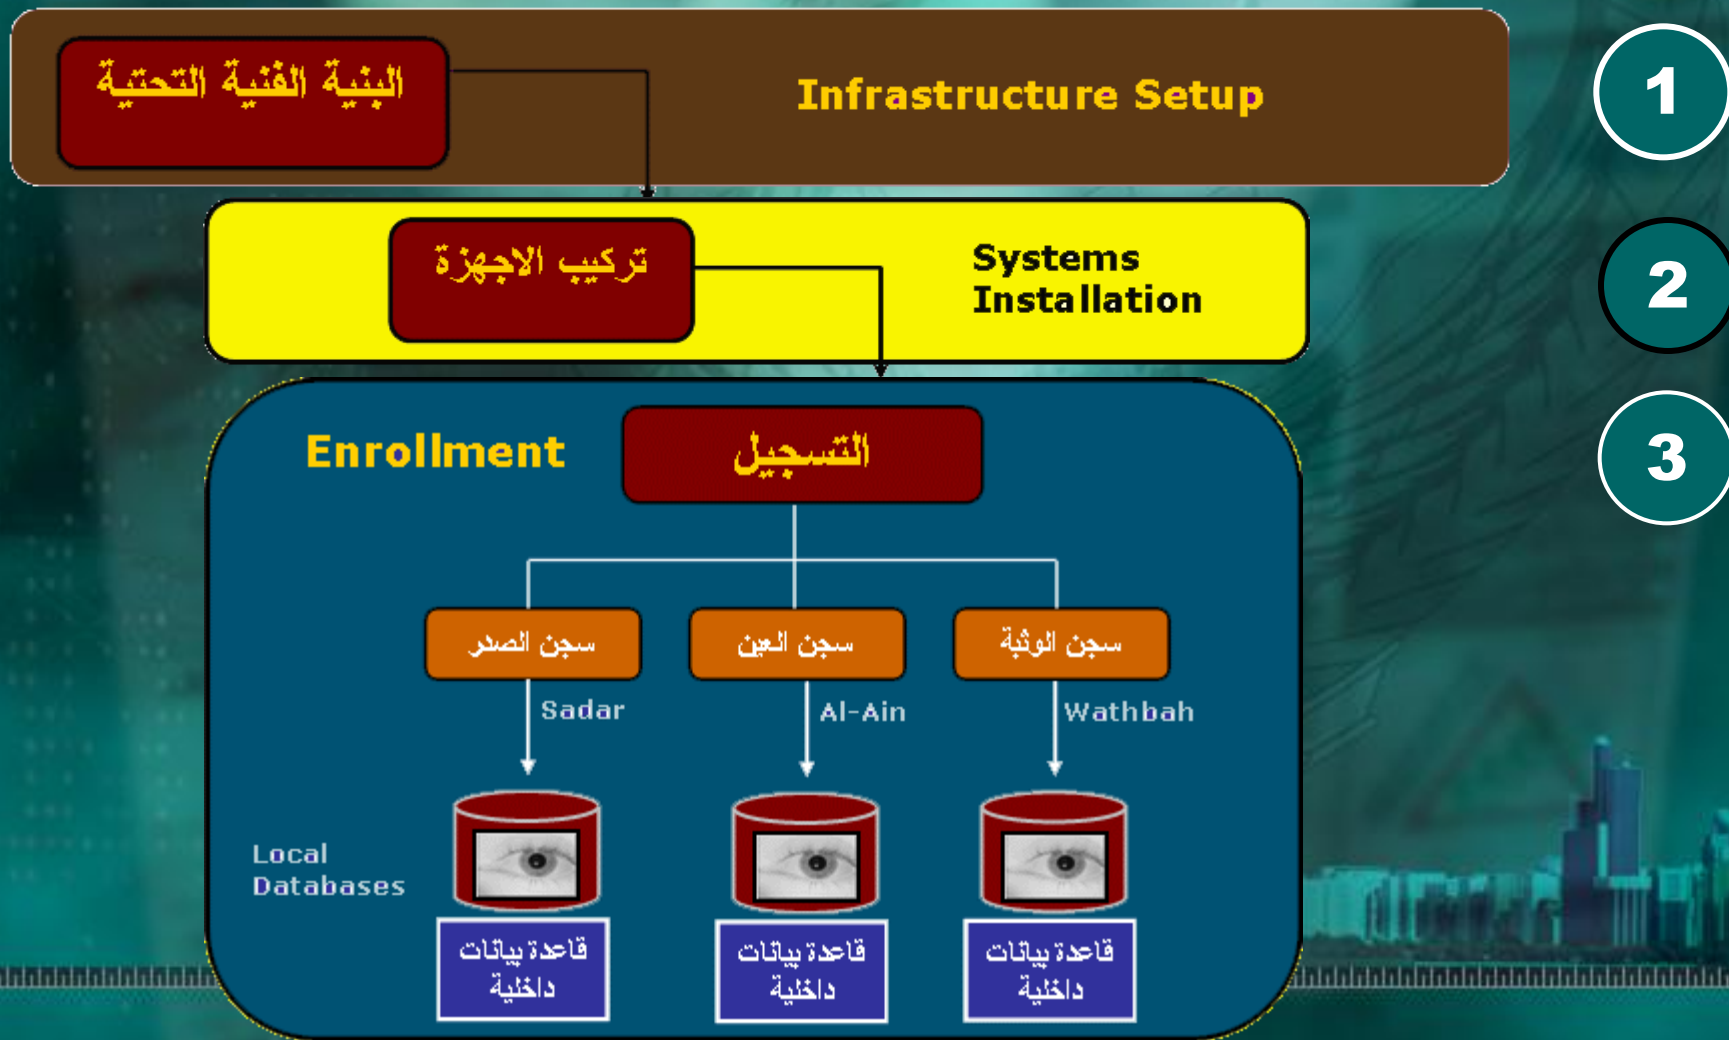 البنية الفنية التحتية
Infrastructure Setup
1
تركيب الاجهزة
Systems
Installation
2
Enrollment
التسجيل
3
سجن الصدر
سجن العين
سجن الوثبة
Sadar
Al-Ain
Wathbah
Local
Databases
قاعدة بيانات
داخلية
قاعدة بيانات
داخلية
قاعدة بيانات
داخلية